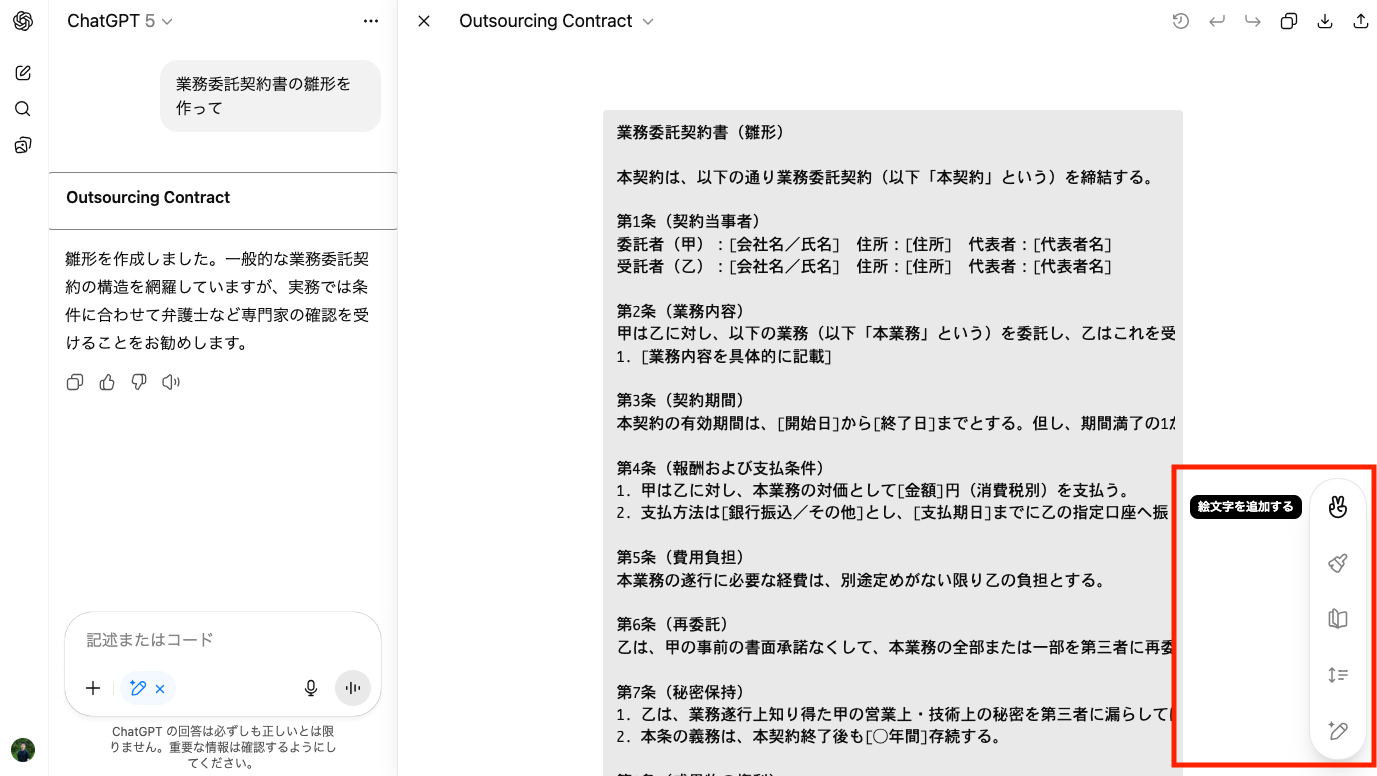 ChatGPT 5
業務委託契約書の雛形を
作って
Outsourcing Contract
雛形を作成しました。一般的な業務委託契
約の構造を網羅していますが、実務では条
件に合わせて弁護士など専門家の確認を受
けることをお勧めします。
記述またはコード
ChatGPT の回答は必ずしも正しいとは限
りません。重要な情報は確認するようにし
てください。
Outsourcing Contract
業務委託契約書（雛形）
本契約は、以下の通り業務委託契約（以下「本契約」という）を締結する。
第1条（契約当事者）
委託者（甲）：[会社名／氏名]　住所：[住所]　代表者：[代表者名]
受託者（乙）：[会社名／氏名]　住所：[住所]　代表者：[代表者名]
第2条（業務内容）
甲は乙に対し、以下の業務（以下「本業務」という）を委託し、乙はこれを受
1. [業務内容を具体的に記載]
第3条（契約期間）
本契約の有効期間は、[開始日]から[終了日]までとする。但し、期間満了の1か
第4条（報酬および支払条件）
1. 甲は乙に対し、本業務の対価として[金額]円（消費税別）を支払う。
2. 支払方法は[銀行振込／その他]とし、[支払期日]までに乙の指定口座へ振
第5条（費用負担）
本業務の遂行に必要な経費は、別途定めがない限り乙の負担とする。
第6条（再委託）
乙は、甲の事前の書面承諾なくして、本業務の全部または一部を第三者に再委
第7条（秘密保持）
1. 乙は、業務遂行上知り得た甲の営業上・技術上の秘密を第三者に漏らしては
2. 本条の義務は、本契約終了後も[〇年間]存続する。
絵文字を追加する